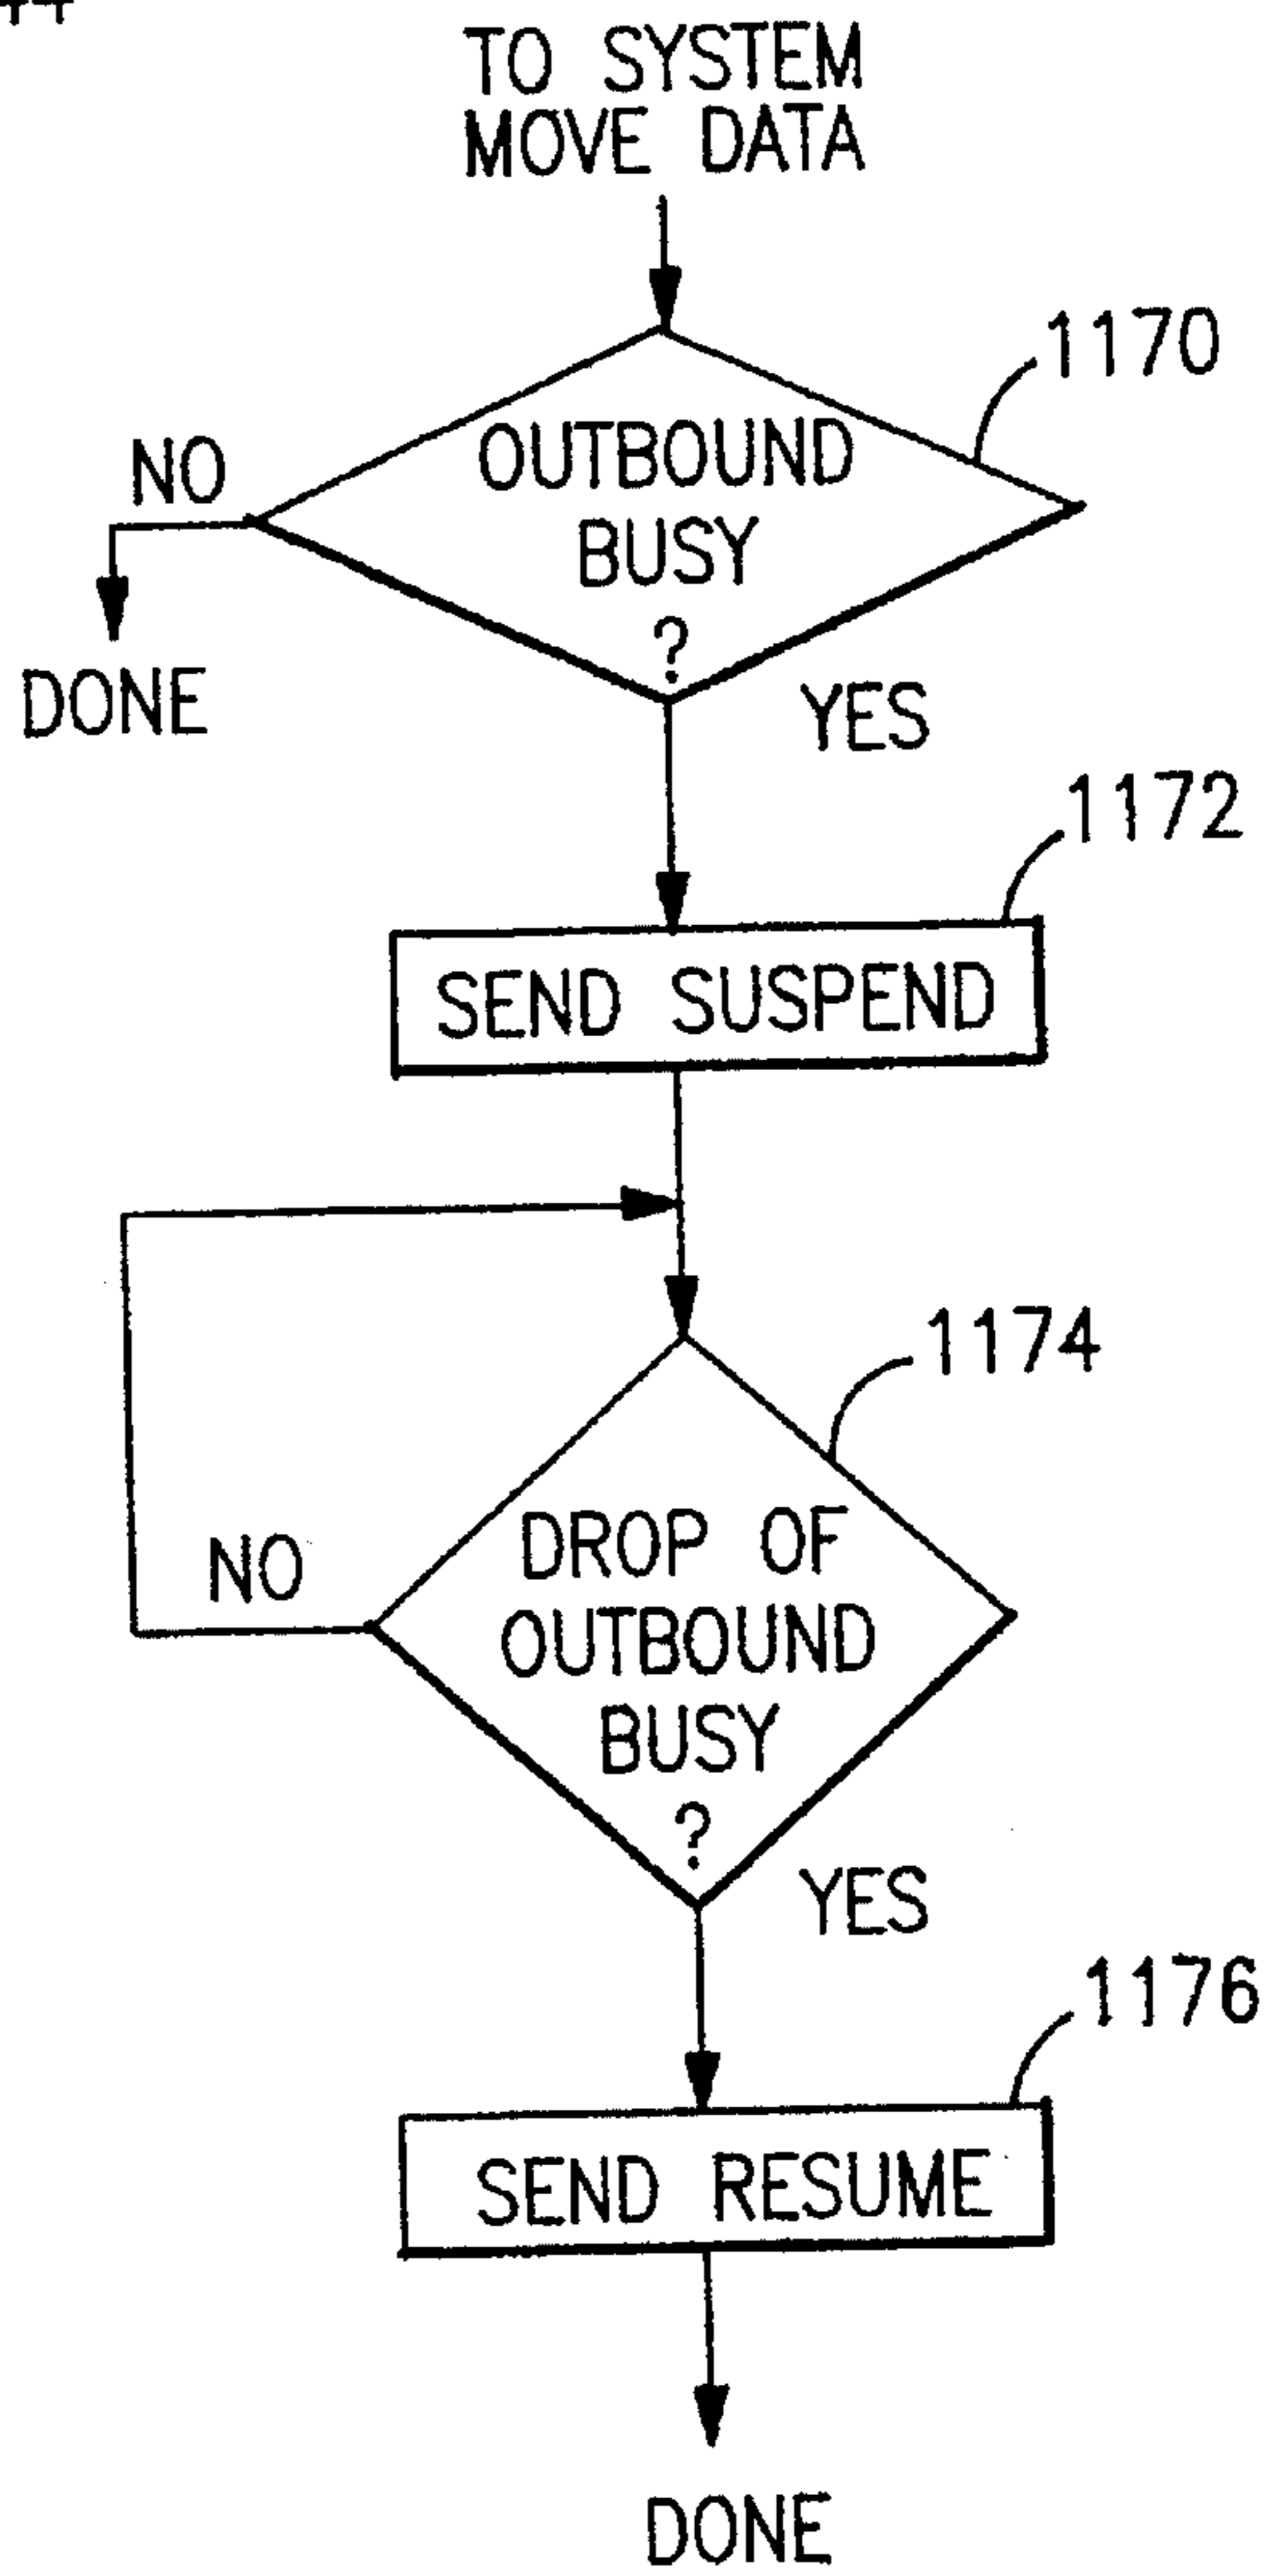 TO SYSTEM
MOVE DATA
1170
OUTBOUND
BUSY
?
NO
DONE
YES
1172
SEND SUSPEND
1174
DROP OF
OUTBOUND
BUSY
?
NO
YES
1176
SEND RESUME
DONE